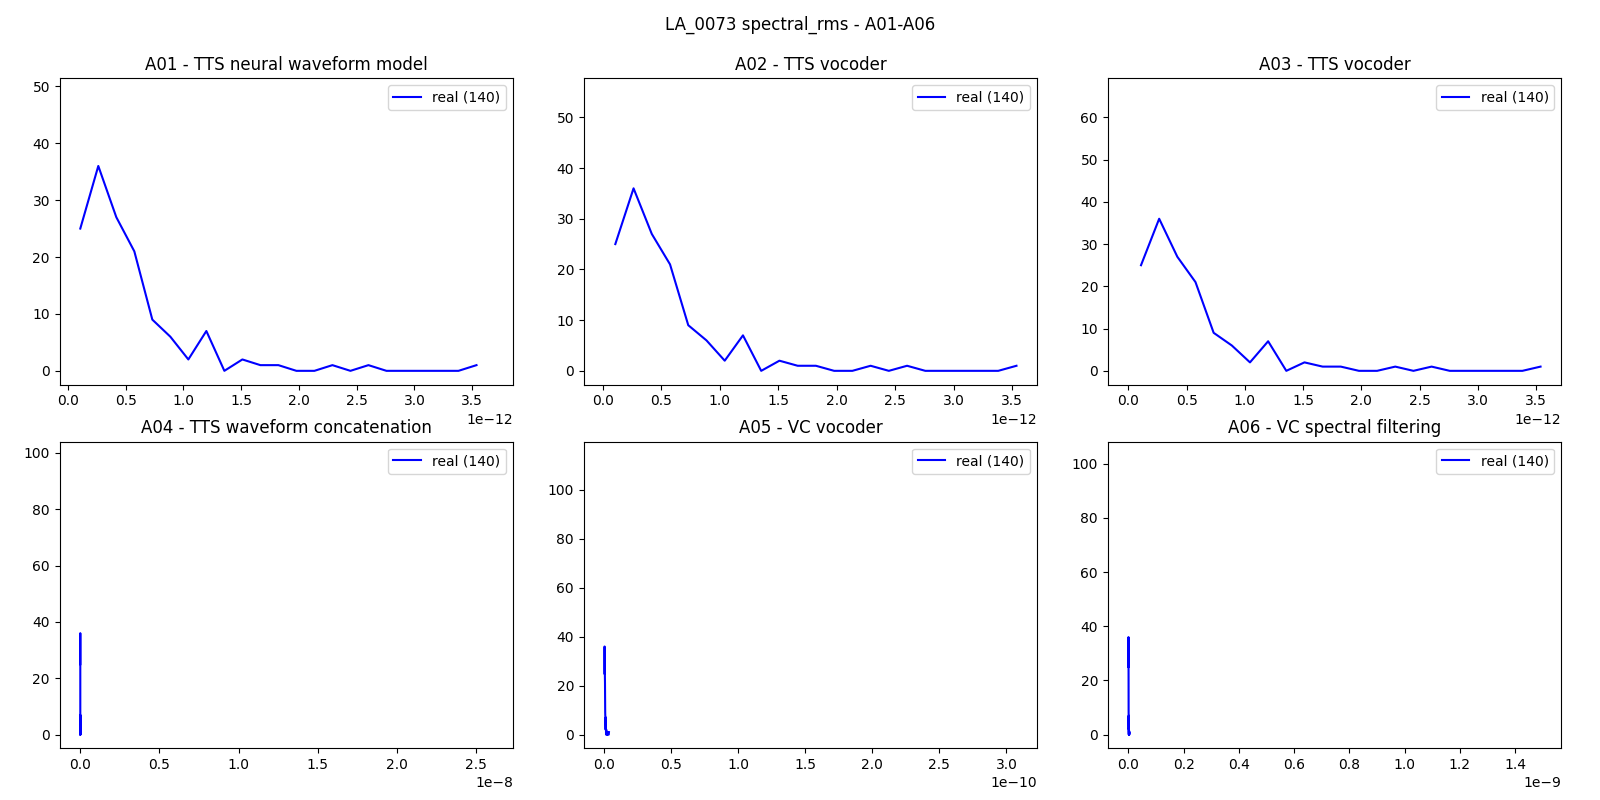 LA_0073 spectral_rms - A01-A06
A01 - TTS neural waveform model
real (140)
50
40
30
20
10
0
0.0 0.5 1.0 1.5 2.0 2.5 3.0 3.5
1e−12
A02 - TTS vocoder
real (140)
50
40
30
20
10
0
0.0 0.5 1.0 1.5 2.0 2.5 3.0 3.5
1e−12
A03 - TTS vocoder
real (140)
60
50
40
30
20
10
0
0.0 0.5 1.0 1.5 2.0 2.5 3.0 3.5
1e−12
A04 - TTS waveform concatenation
real (140)
100
80
60
40
20
0
0.0 0.5 1.0 1.5 2.0 2.5
1e−8
A05 - VC vocoder
real (140)
100
80
60
40
20
0
0.0 0.5 1.0 1.5 2.0 2.5 3.0
1e−10
A06 - VC spectral filtering
real (140)
100
80
60
40
20
0
0.0 0.2 0.4 0.6 0.8 1.0 1.2 1.4
1e−9